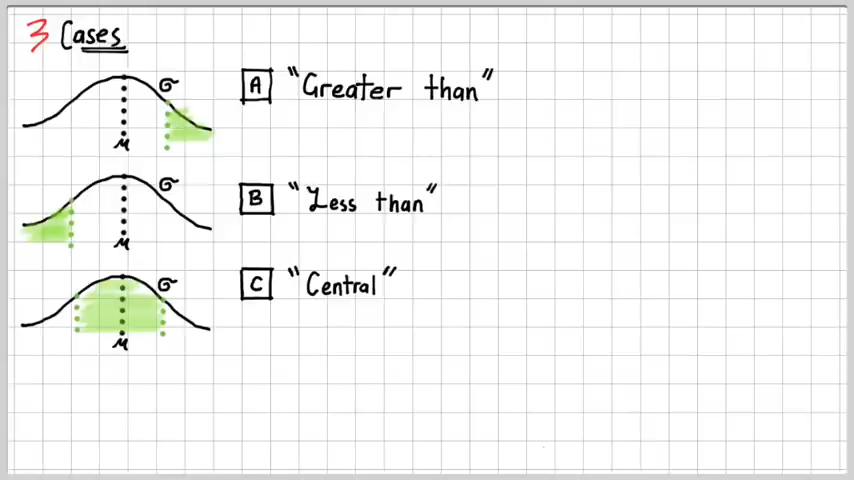 3 Cases
σ
A "Greater than"
μ
σ
B "Less than"
μ
σ
C "Central"
μ